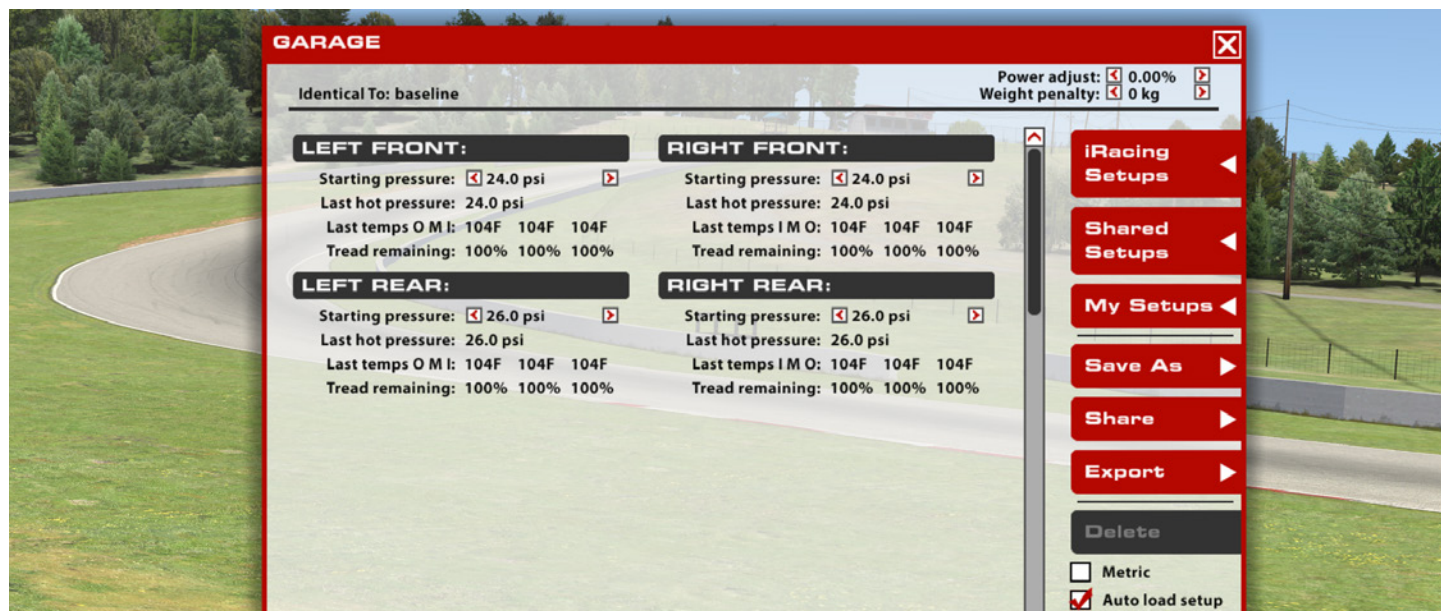 GARAGE
Power adjust: 0.00%
Identical To: baseline
Weight penalty: 0 kg
LEFT FRONT:
Starting pressure: 24.0 psi
Last hot pressure: 24.0 psi
Last temps O M I: 104F 104F 104F
Tread remaining: 100% 100% 100%
RIGHT FRONT:
Starting pressure: 24.0 psi
Last hot pressure: 24.0 psi
Last temps I M O: 104F 104F 104F
Tread remaining: 100% 100% 100%
LEFT REAR:
Starting pressure: 26.0 psi
Last hot pressure: 26.0 psi
Last temps O M I: 104F 104F 104F
Tread remaining: 100% 100% 100%
RIGHT REAR:
Starting pressure: 26.0 psi
Last hot pressure: 26.0 psi
Last temps I M O: 104F 104F 104F
Tread remaining: 100% 100% 100%
iRacing
Setups
Shared
Setups
My Setups
Save As
Share
Export
Delete
Metric
Auto load setup